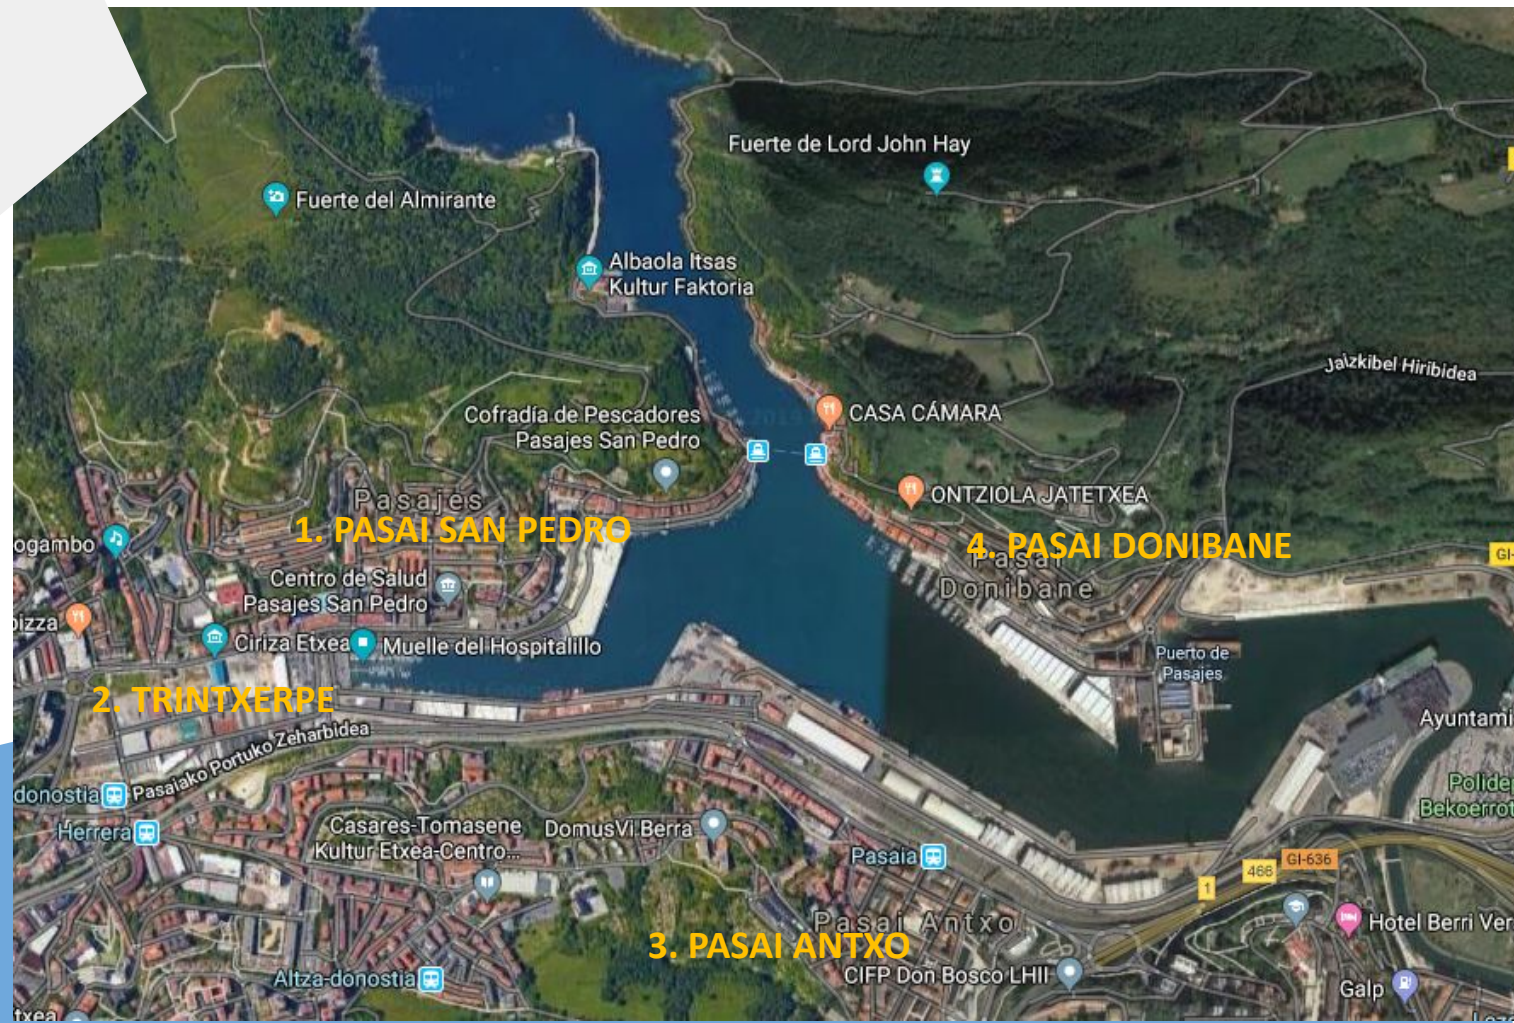 Fuerte de Lord John Hay
Fuerte del Almirante
Albaola Itsas
Kultur Faktoria
Jaizkibel Hiribidea
Cofradía de Pescadores
Pasajes San Pedro
CASA CÁMARA
ONTZIOLA JATETXEA
Pasajes
1. PASAI SAN PEDRO
ogambo
4. PASAI DONIBANE
Pasai
Donibane
GI-
Centro de Salud
Pasajes San Pedro
pizza
Ciriza Etxea
Muelle del Hospitalillo
Puerto de
Pasajes
2. TRINTXERPE
Ayuntami
Pasaiako Portuko Zeharbidea
donostia
Polidep
Bekoerrot
Herrera
Casares-Tomasene
Kultur Etxea-Centro...
DomusVi Berra
Pasaia
GI-636
466
1
Pasai Antxo
Hotel Berri Ver
3. PASAI ANTXO
CIFP Don Bosco LHII
Altza-donostia
Galp
txea